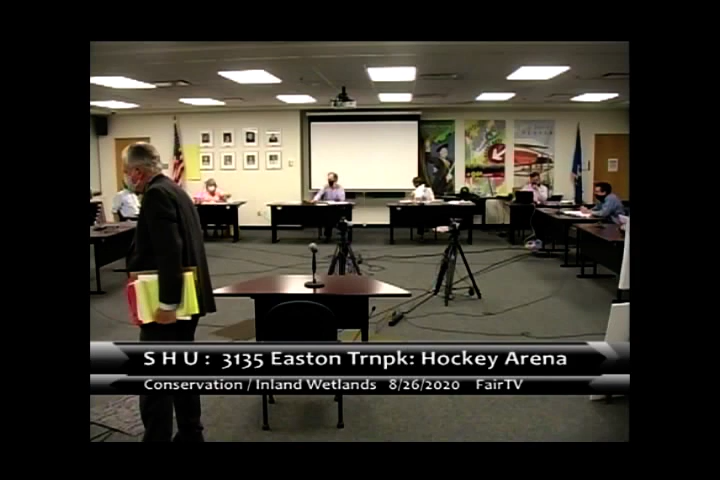 S H U : 3135 Easton Trnpk: Hockey Arena
Conservation / Inland Wetlands 8/26/2020 FairTV